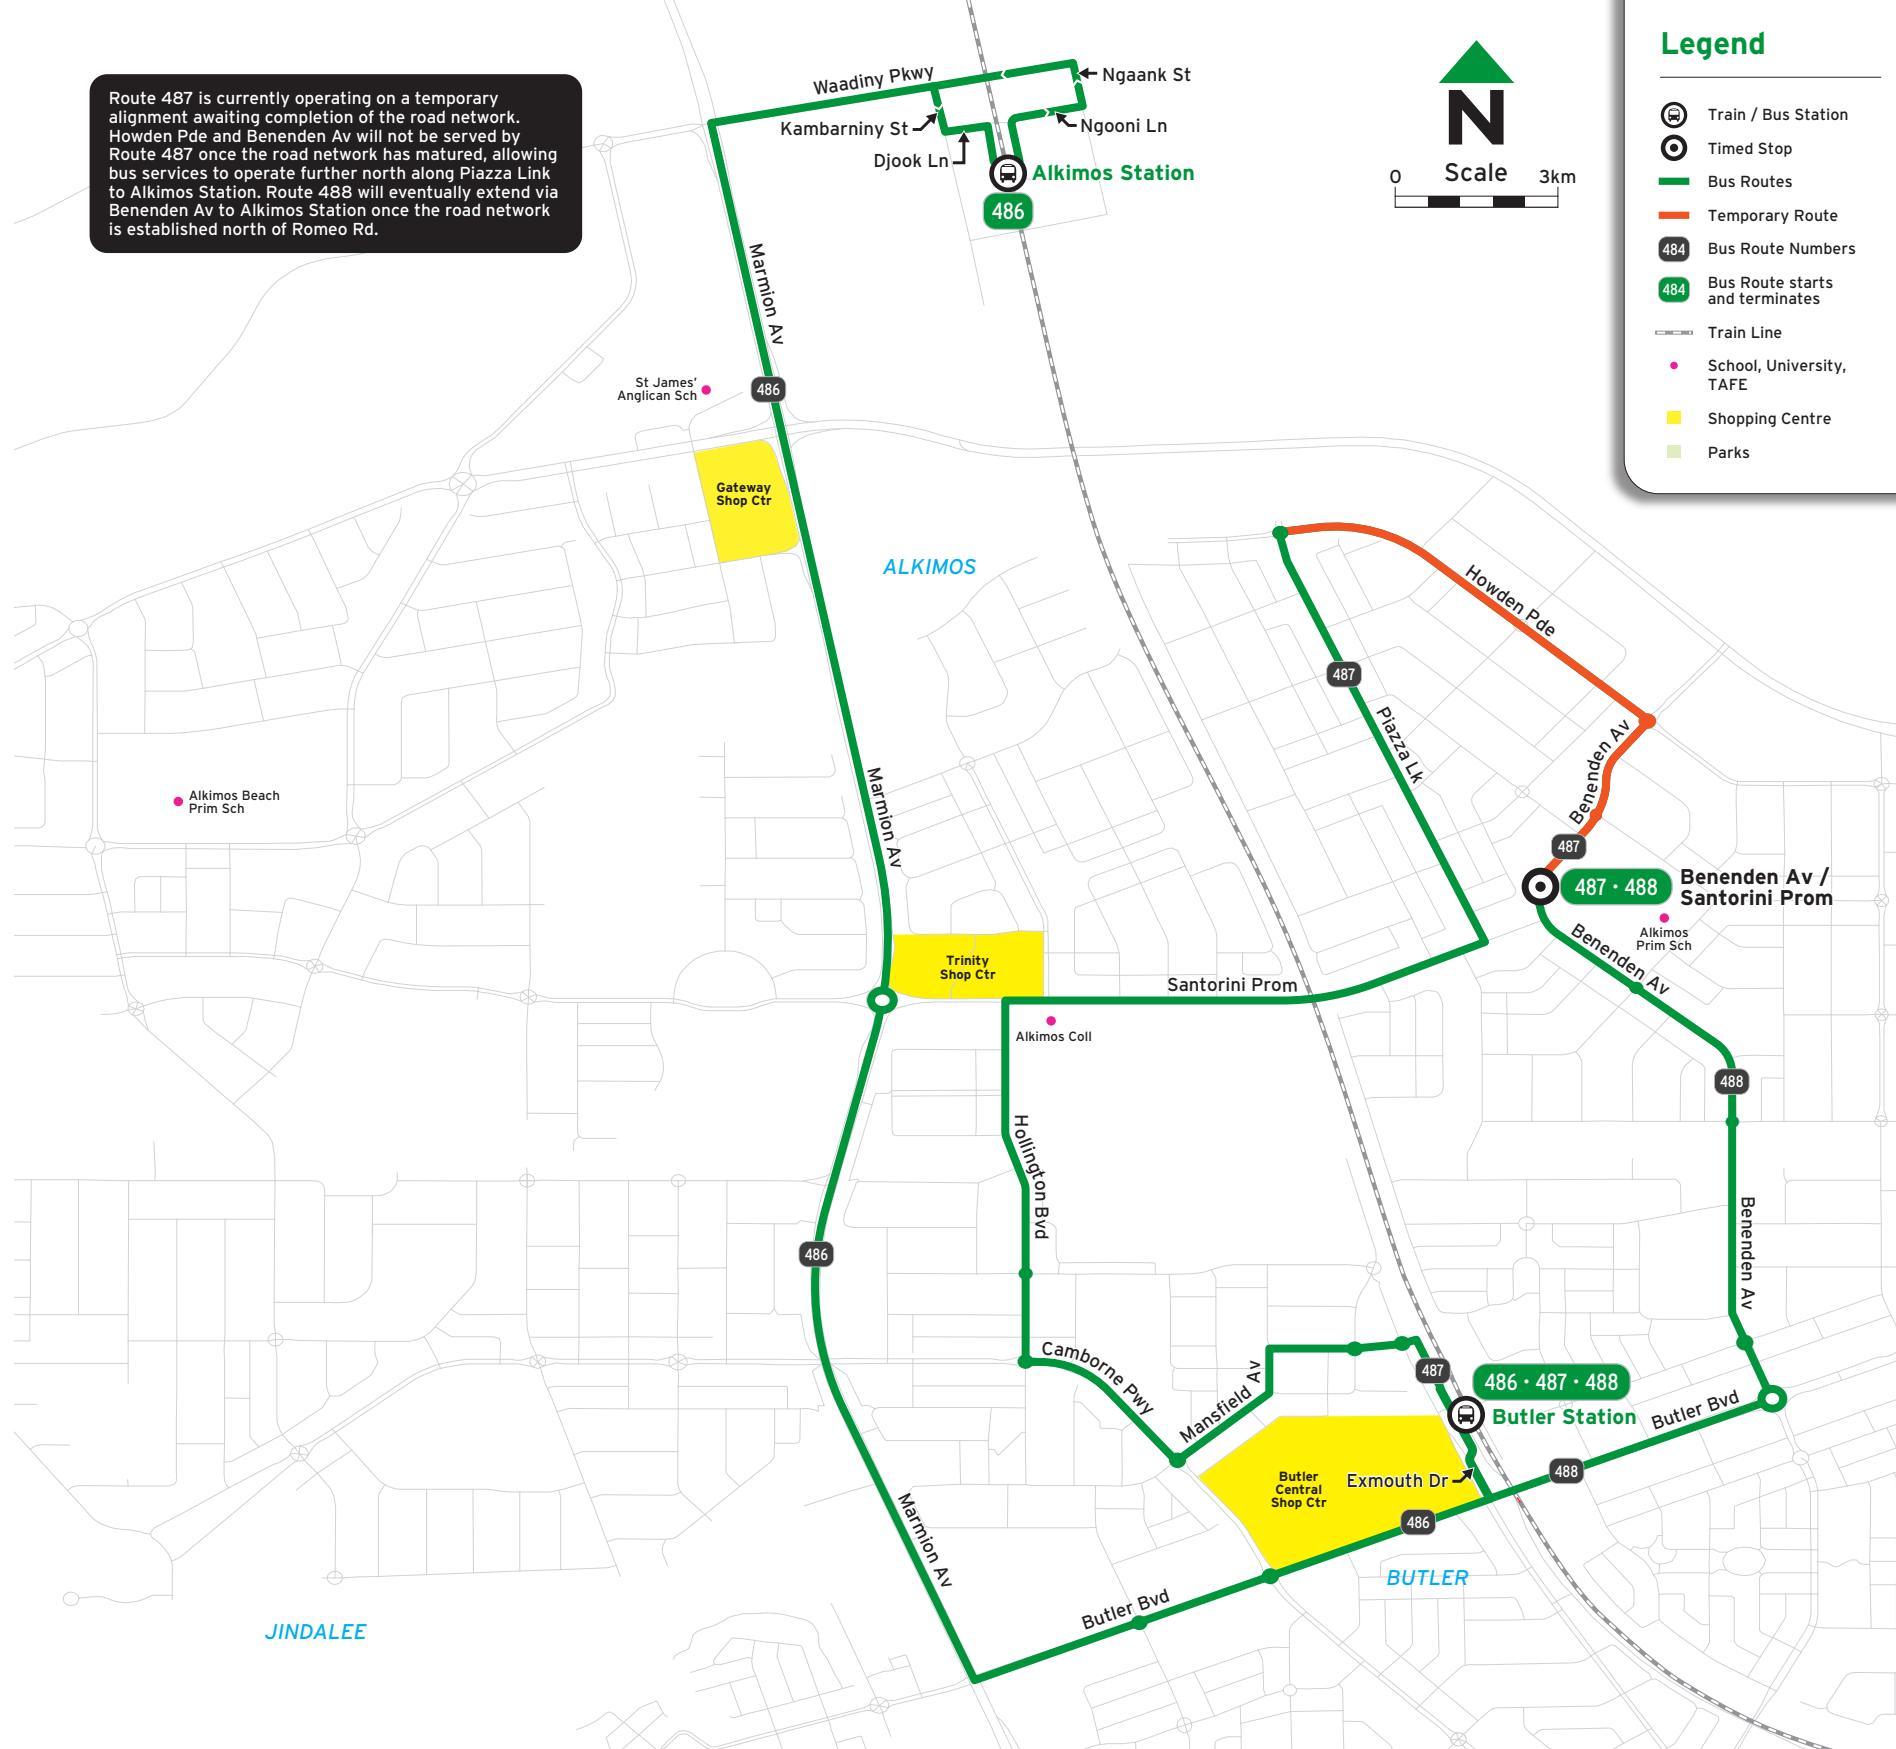 Route 487 is currently operating on a temporary
alignment awaiting completion of the road network.
Howden Pde and Benenden Av will not be served by
Route 487 once the road network has matured, allowing
bus services to operate further north along Piazza Link
to Alkimos Station. Route 488 will eventually extend via
Benenden Av to Alkimos Station once the road network
is established north of Romeo Rd.
Waadiny Pkwy
Ngaank St
Kambarniny St
Ngooni Ln
Djook Ln
Alkimos Station
486
N
Scale
0
3km
Legend
Train / Bus Station
Timed Stop
Bus Routes
Temporary Route
484
Bus Route Numbers
484
Bus Route starts
and terminates
Train Line
School, University,
TAFE
Shopping Centre
Parks
Marmion Av
St James'
Anglican Sch
486
Gateway
Shop Ctr
ALKIMOS
Howden Pde
487
Piazza Lk
Benenden Av
Marmion Av
Alkimos Beach
Prim Sch
487
487 • 488
Benenden Av /
Santorini Prom
Alkimos
Prim Sch
Benenden Av
Trinity
Shop Ctr
Santorini Prom
Alkimos Coll
488
Hollington Bvd
Benenden Av
486
Camborne Pwy
Mansfield Av
487
486 • 487 • 488
Butler Station
Butler Bvd
Butler
Central
Shop Ctr
Exmouth Dr
488
486
Marmion Av
BUTLER
Butler Bvd
JINDALEE